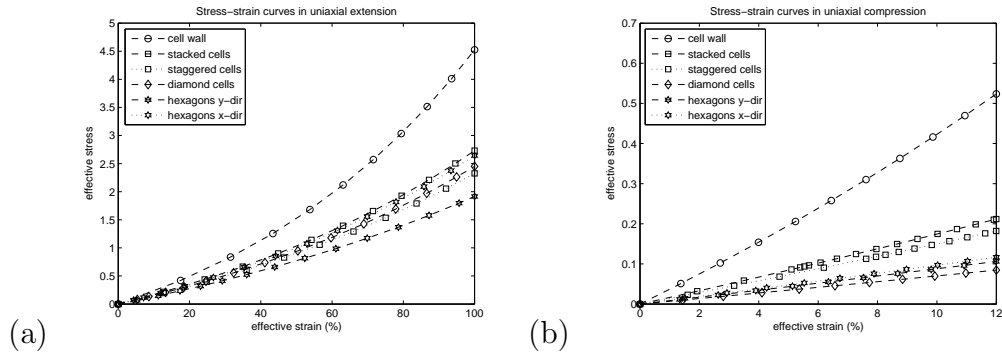 Stress−strain curves in uniaxial extension
5
4.5
4
3.5
3
2.5
2
1.5
1
0.5
0
effective stress
cell wall
stacked cells
staggered cells
diamond cells
hexagons y−dir
hexagons x−dir
0 20 40 60 80 100
effective strain (%)
(a)
Stress−strain curves in uniaxial compression
0.7
0.6
0.5
0.4
0.3
0.2
0.1
0
effective stress
cell wall
stacked cells
staggered cells
diamond cells
hexagons y−dir
hexagons x−dir
0 2 4 6 8 10 12
effective strain (%)
(b)